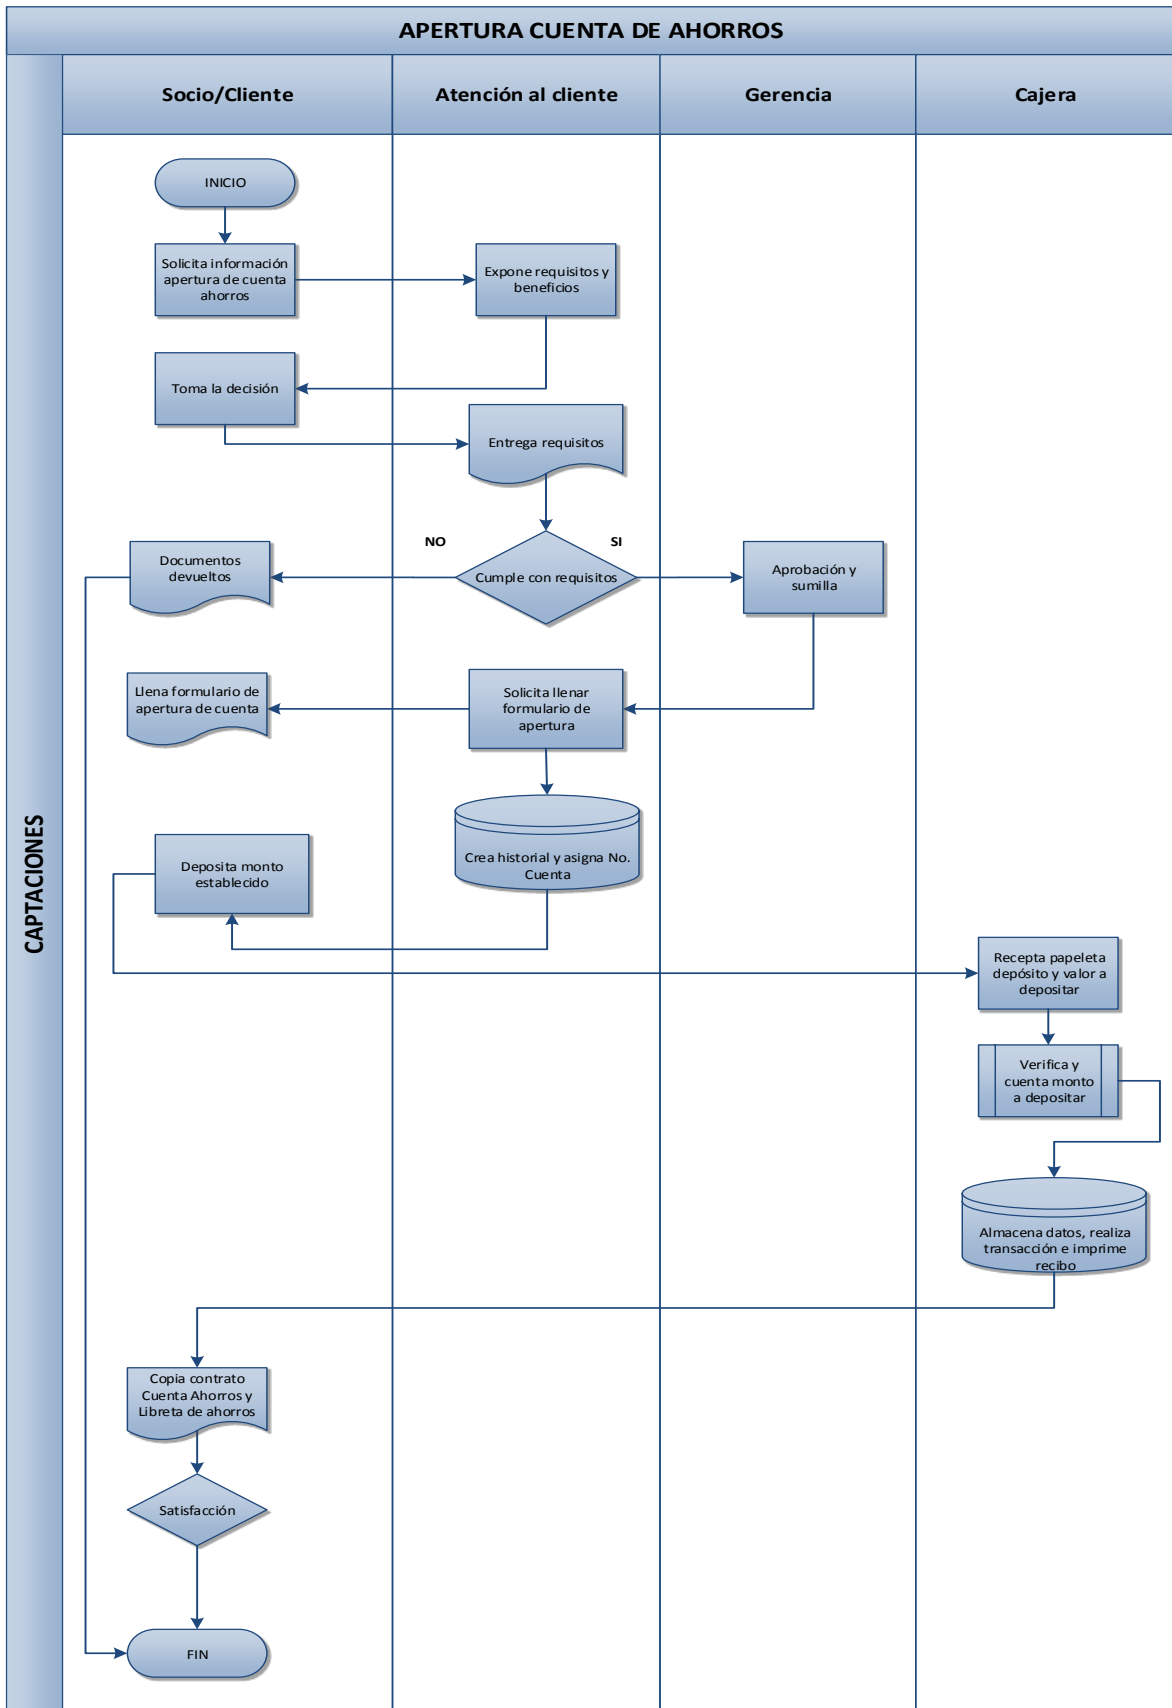 APERTURA CUENTA DE AHORROS
CAPTACIONES
Socio/Cliente
Atención al cliente
Gerencia
Cajera
INICIO
Solicita información
apertura de cuenta
ahorros
Expone requisitos y
beneficios
Toma la decisión
Entrega requisitos
NO
SI
Documentos
devueltos
Cumple con requisitos
Aprobación y
sumilla
Llena formulario de
apertura de cuenta
Solicita llenar
formulario de
apertura
Crea historial y asigna No.
Cuenta
Deposita monto
establecido
Recepta papeleta
depósito y valor a
depositar
Verifica y
cuenta monto
a depositar
Almacena datos, realiza
transacción e imprime
recibo
Copia contrato
Cuenta Ahorros y
Libreta de ahorros
Satisfacción
FIN